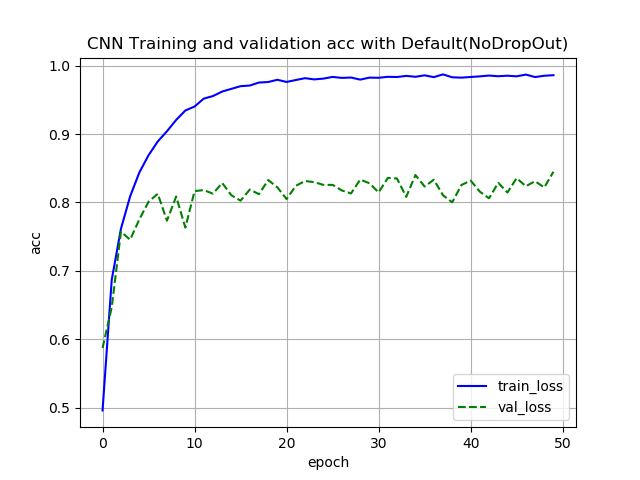 CNN Training and validation acc with Default(NoDropOut)
1.0
0.9
0.8
0.7
0.6
0.5
acc
0 10 20 30 40 50
epoch
train_loss
val_loss